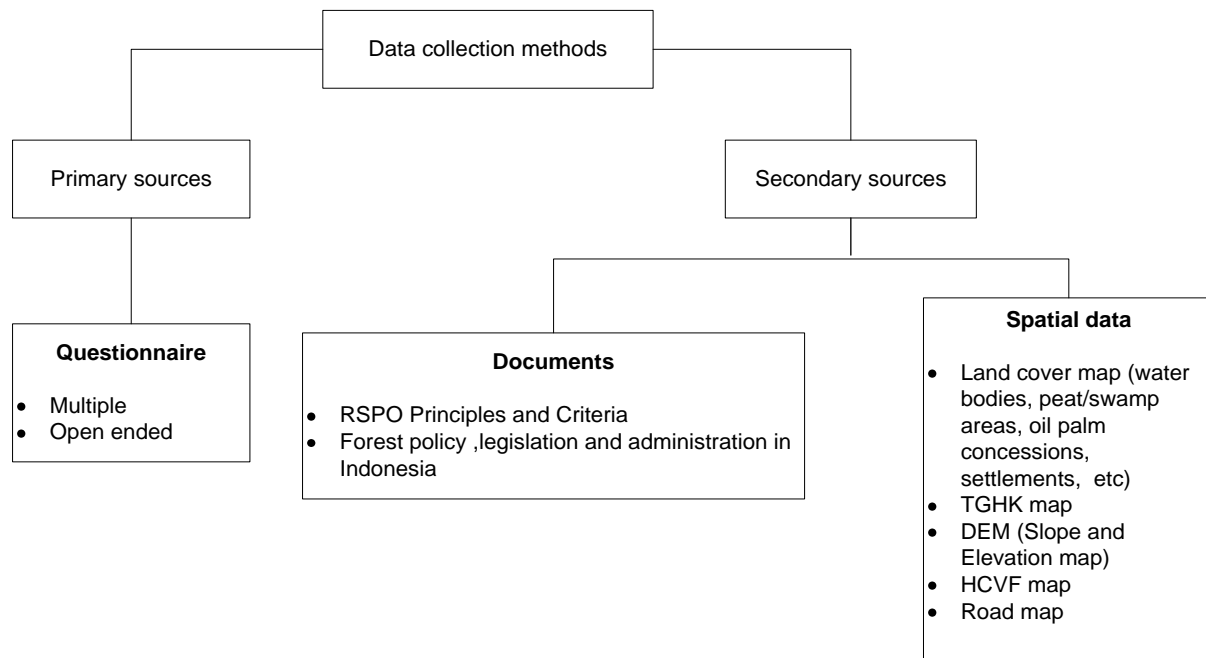 Data collection methods
Primary sources
Secondary sources
Questionnaire
• Multiple
• Open ended
Documents
• RSPO Principles and Criteria
• Forest policy ,legislation and administration in
Indonesia
Spatial data
• Land cover map (water
bodies, peat/swamp
areas, oil palm
concessions,
settlements, etc)
• TGHK map
• DEM (Slope and
Elevation map)
• HCVF map
• Road map